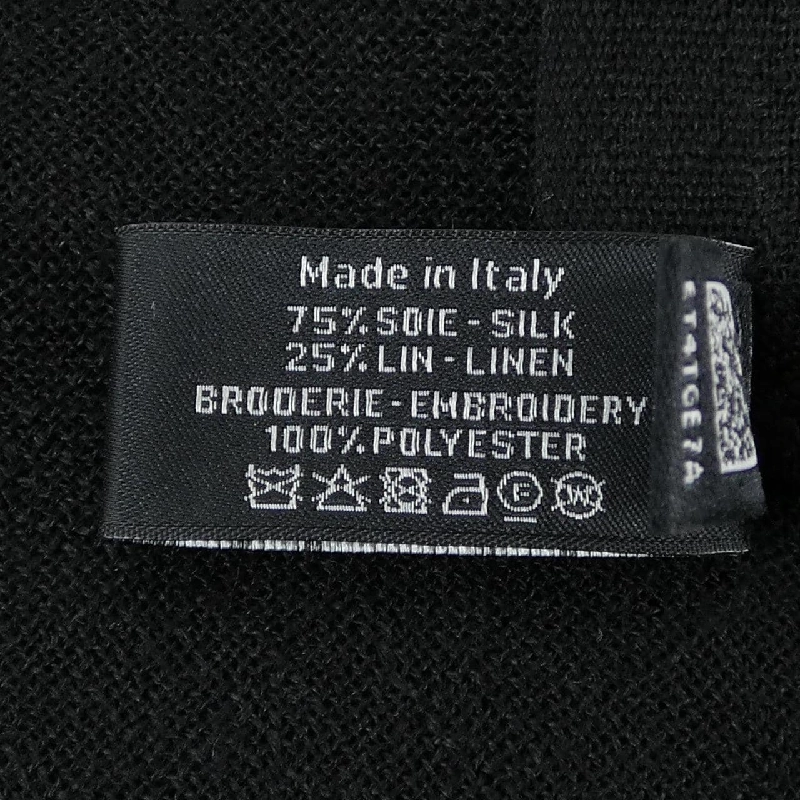 Made in Italy
75% SOIE - SILK
25% LIN - LINEN
BRODERIE - EMBROIDERY
100% POLYESTER
P
W